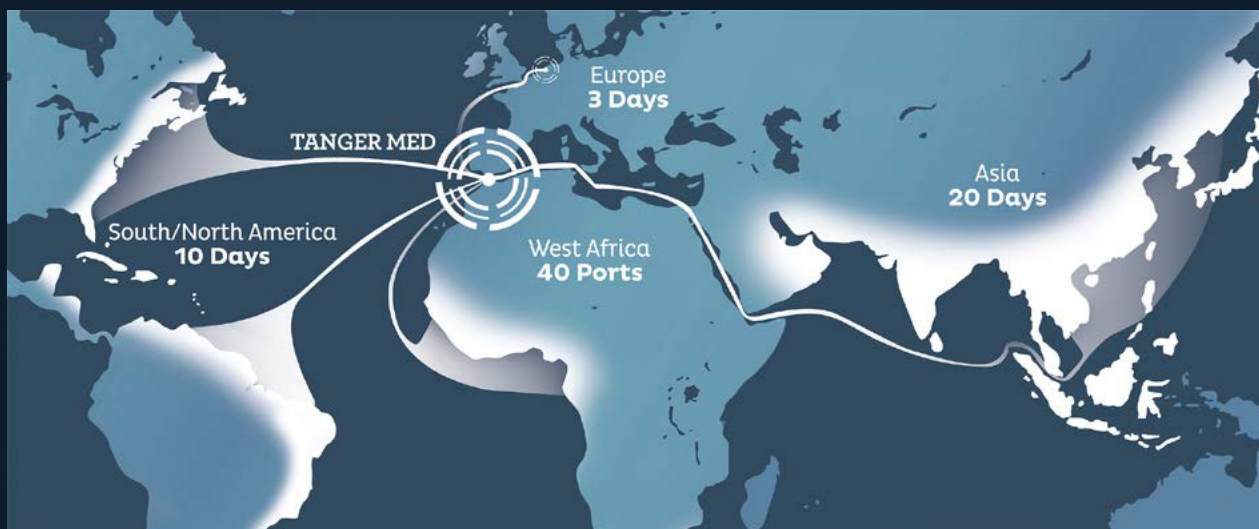 Europe
3 Days
TANGER MED
Asia
20 Days
South/North America
10 Days
West Africa
40 Ports